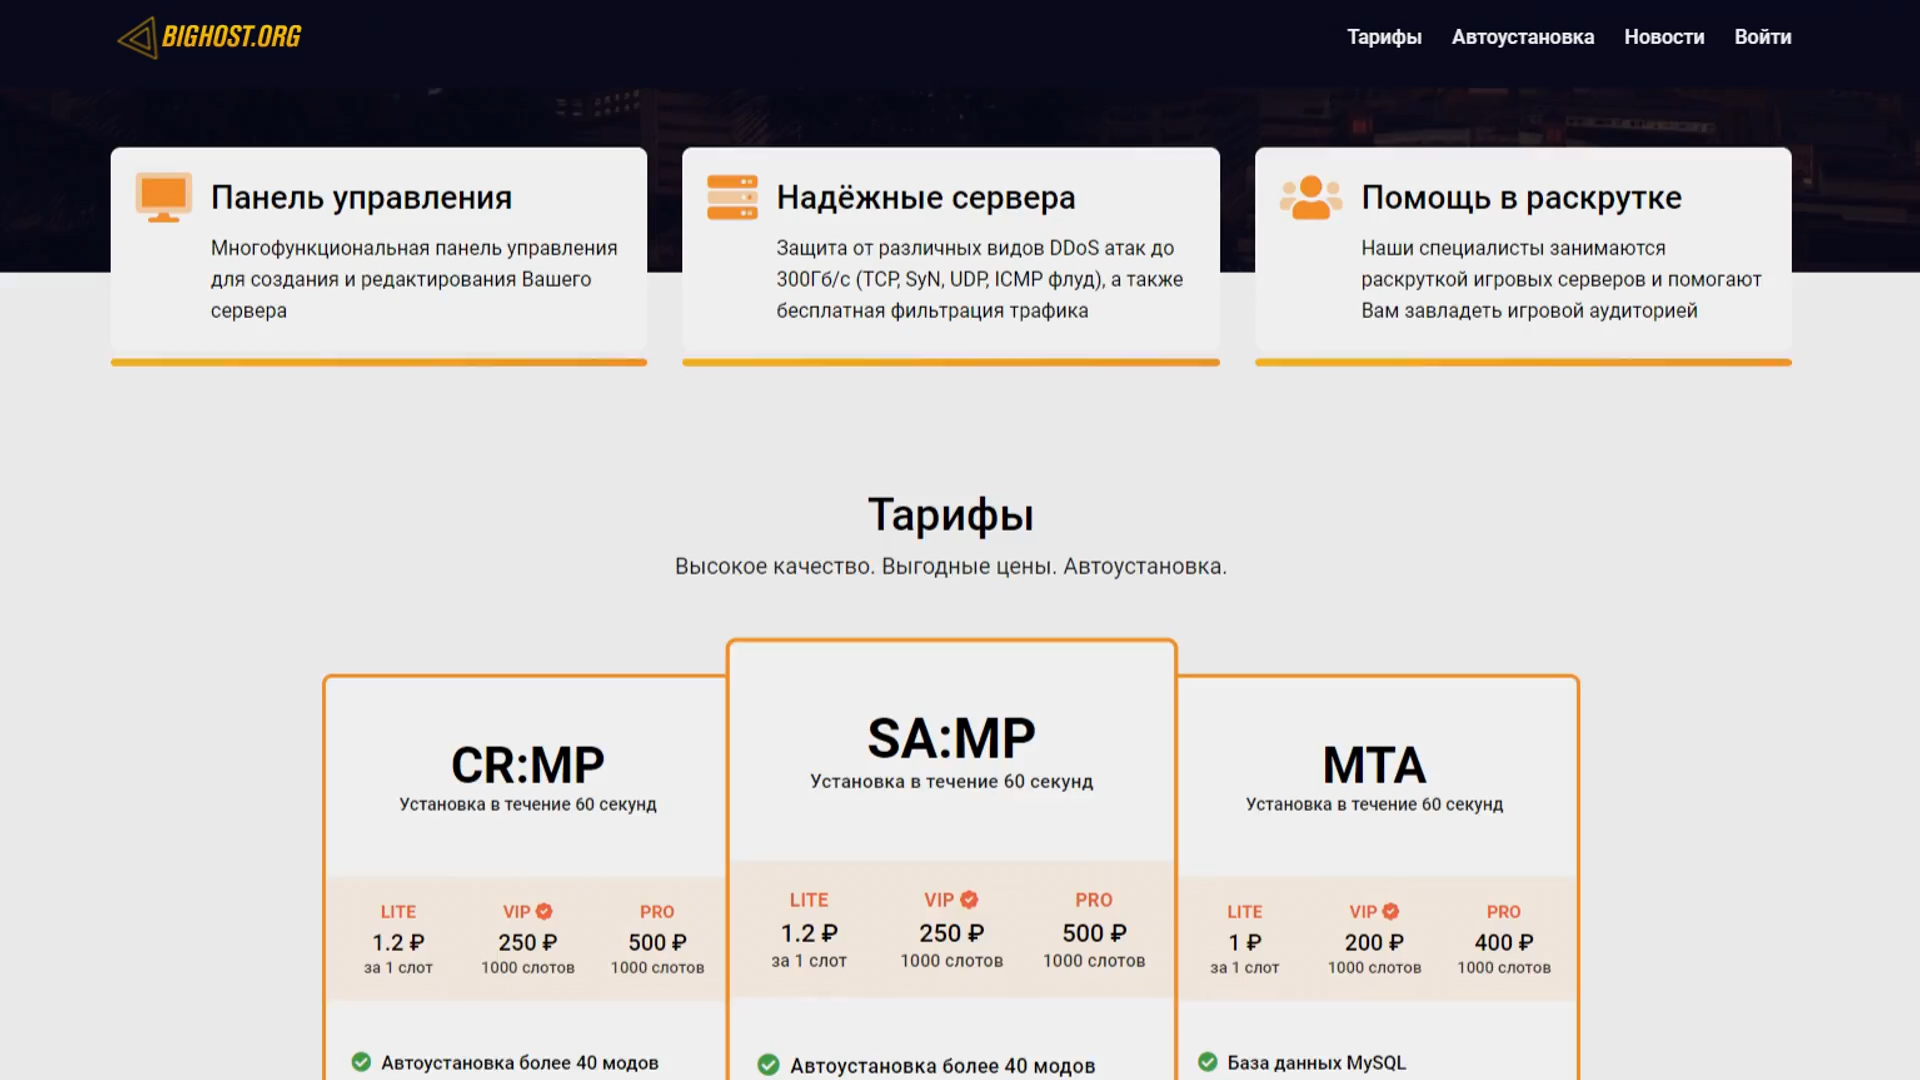 BIGHOST.ORG
Тарифы Автоустановка Новости Войти
Панель управления
Многофункциональная панель управления
для создания и редактирования Вашего
сервера
Надёжные сервера
Защита от различных видов DDoS атак до
300Гб/с (TCP, SyN, UDP, ICMP флуд), а также
бесплатная фильтрация трафика
Помощь в раскрутке
Наши специалисты занимаются
раскруткой игровых серверов и помогают
Вам завладеть игровой аудиторией
Тарифы
Высокое качество. Выгодные цены. Автоустановка.
CR:MP
Установка в течение 60 секунд
LITE VIP PRO
1.2 ₽ 250 ₽ 500 ₽
за 1 слот 1000 слотов 1000 слотов
Автоустановка более 40 модов
SA:MP
Установка в течение 60 секунд
LITE VIP PRO
1.2 ₽ 250 ₽ 500 ₽
за 1 слот 1000 слотов 1000 слотов
Автоустановка более 40 модов
MTA
Установка в течение 60 секунд
LITE VIP PRO
1 ₽ 200 ₽ 400 ₽
за 1 слот 1000 слотов 1000 слотов
База данных MySQL